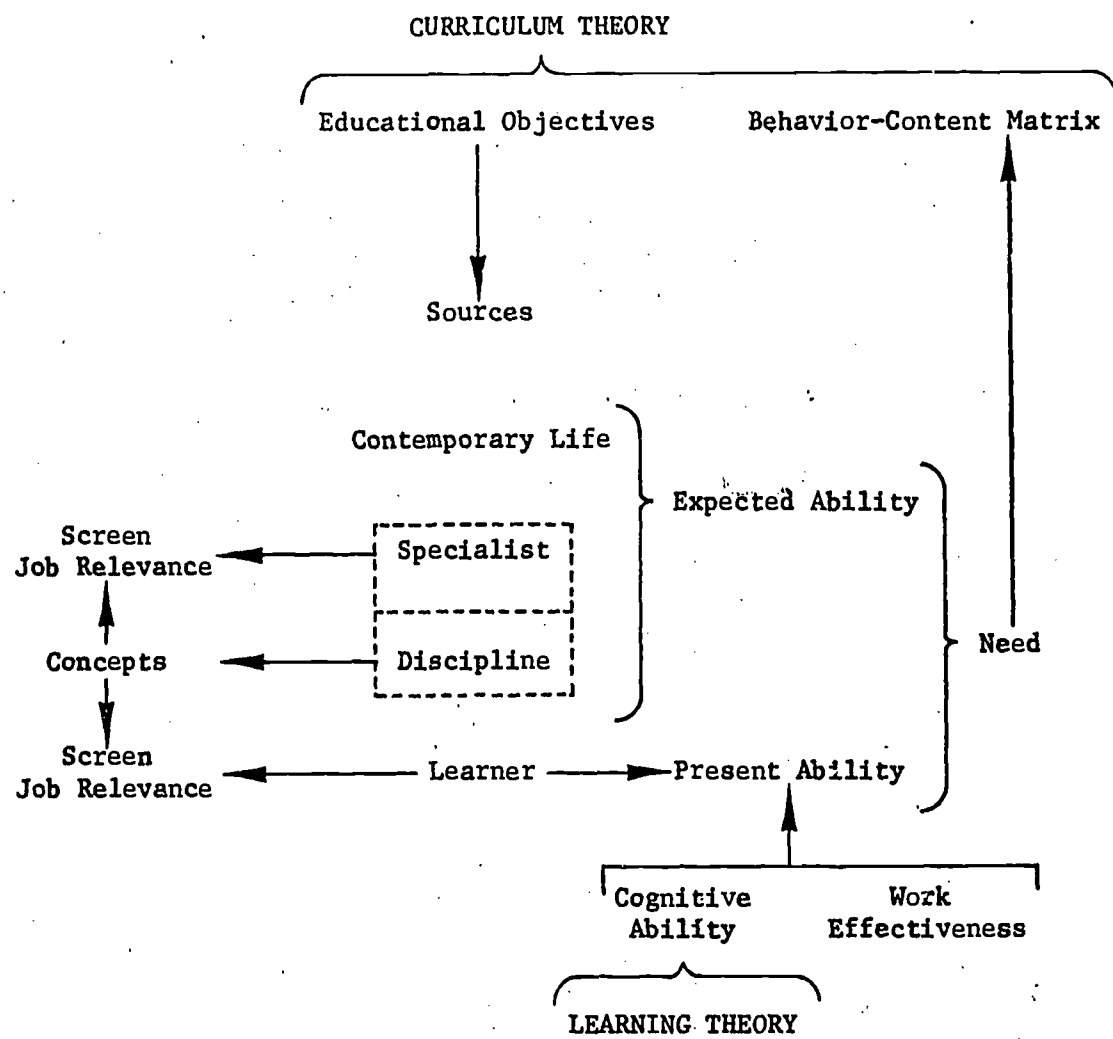 CURRICULUM THEORY
Educational Objectives
Behavior-Content Matrix
Sources
Contemporary Life
Expected Ability
Screen
Job Relevance
Specialist
Need
Concepts
Discipline
Screen
Job Relevance
Learner
Present Ability
Cognitive
Ability
Work
Effectiveness
LEARNING THEORY